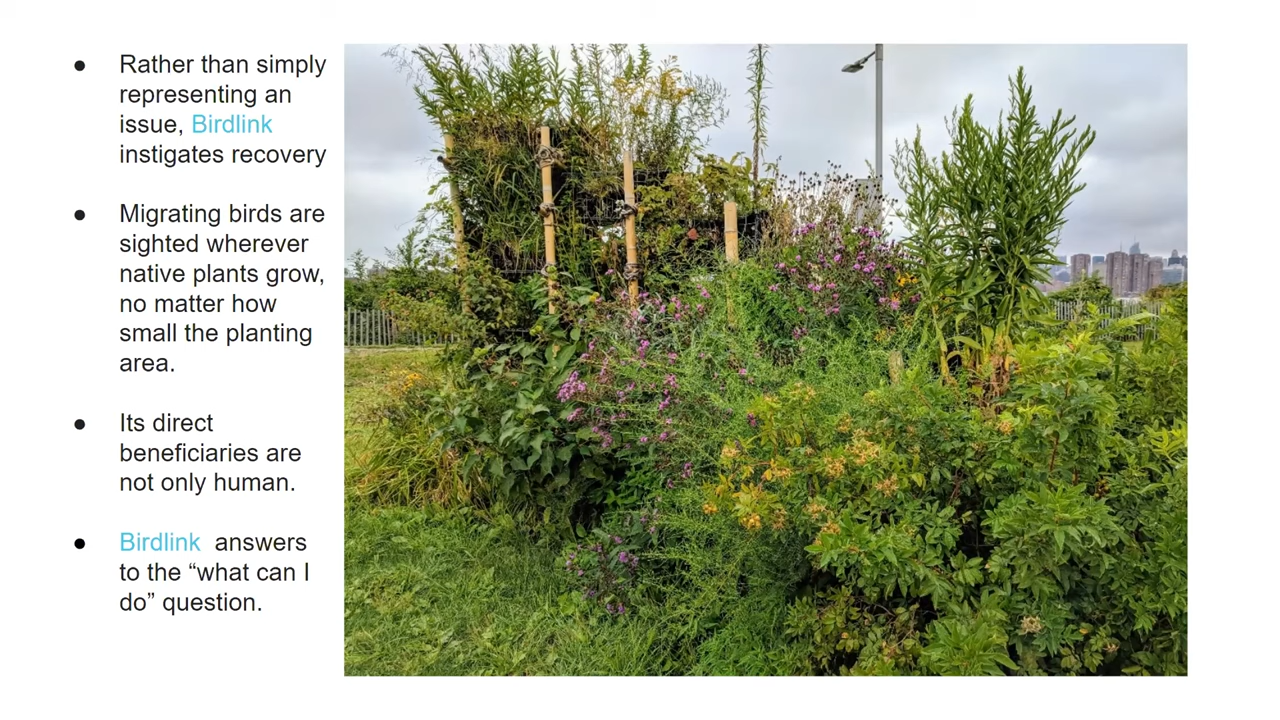 ● Rather than simply
representing an
issue, Birdlink
instigates recovery
● Migrating birds are
sighted wherever
native plants grow,
no matter how
small the planting
area.
● Its direct
beneficiaries are
not only human.
● Birdlink  answers
to the “what can I
do” question.